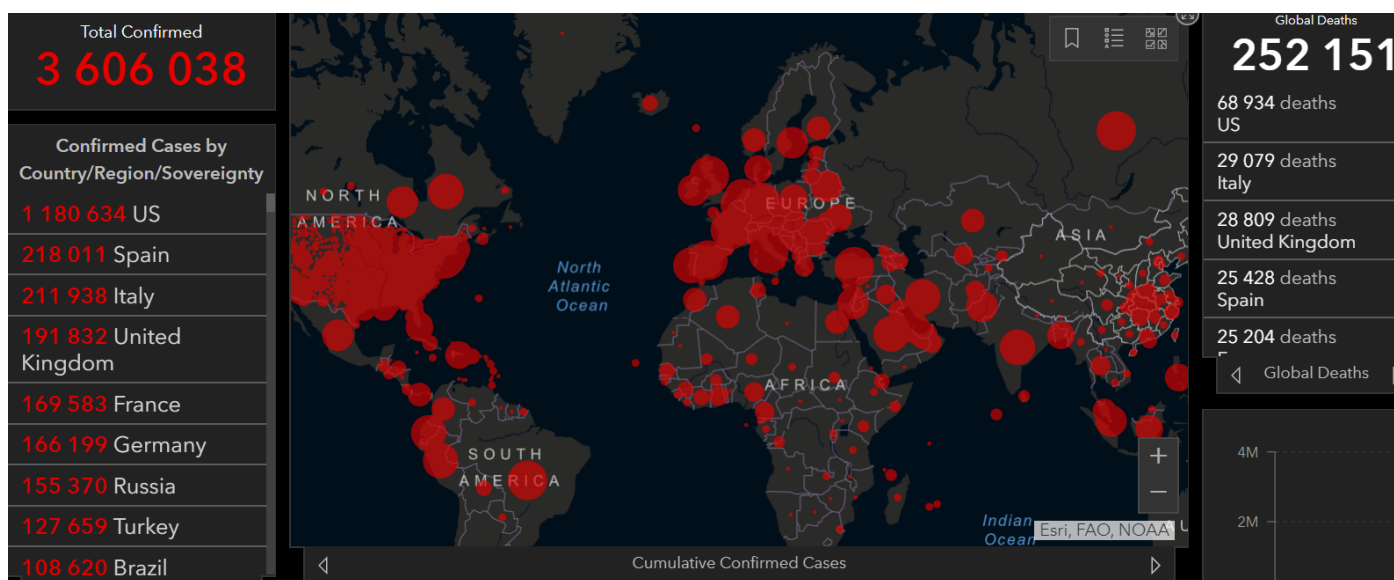 Total Confirmed
3 606 038
Confirmed Cases by
Country/Region/Sovereignty
1 180 634 US
218 011 Spain
211 938 Italy
191 832 United
Kingdom
169 583 France
166 199 Germany
155 370 Russia
127 659 Turkey
108 620 Brazil
NORTH
AMERICA
EUROPE
ASIA
North
Atlantic
Ocean
AFRICA
SOUTH
AMERICA
Indian
Ocean
Esri, FAO, NOAA
Cumulative Confirmed Cases
Global Deaths
252 151
68 934 deaths
US
29 079 deaths
Italy
28 809 deaths
United Kingdom
25 428 deaths
Spain
25 204 deaths
Global Deaths
4M
2M